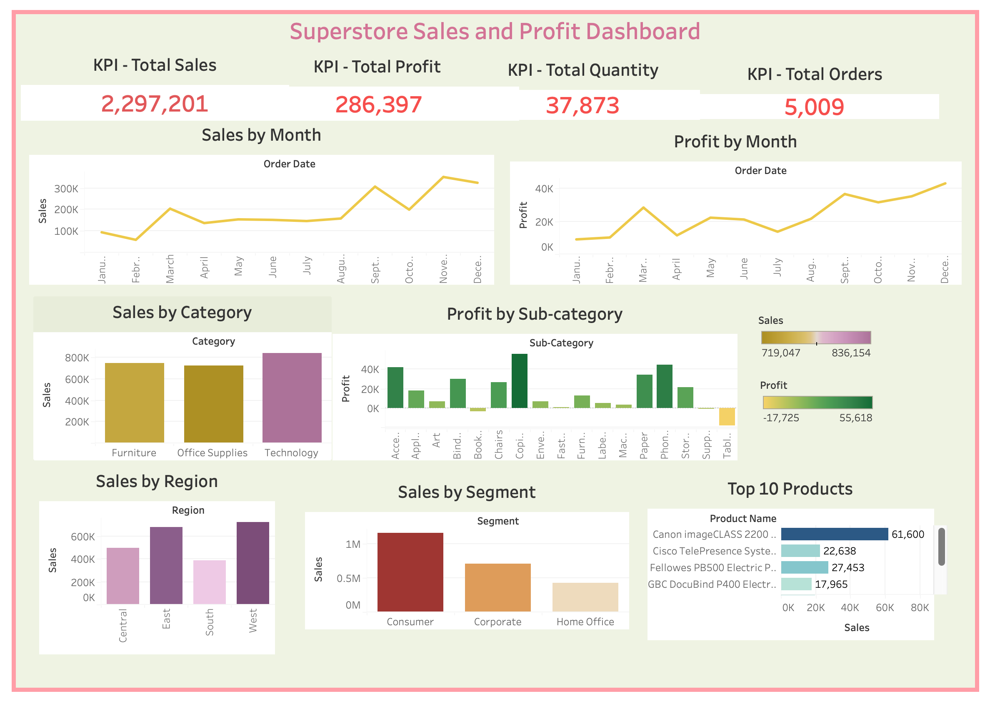 Superstore Sales and Profit Dashboard
KPI - Total Sales
KPI - Total Profit
KPI - Total Quantity
KPI - Total Orders
2,297,201
286,397
37,873
5,009
Sales by Month
Order Date
Sales
300K
200K
100K
Janu..
Febr..
March
April
May
June
July
Augu..
Sept..
Octo..
Nove..
Dece..
Profit by Month
Order Date
Profit
40K
20K
0K
Janu..
Febr..
Mar..
April
May
June
July
Aug..
Sept..
Octo..
Nov..
Dece..
Sales by Category
Category
Sales
800K
600K
400K
200K
Furniture
Office Supplies
Technology
Profit by Sub-category
Sub-Category
Profit
40K
20K
0K
Acce..
Appl..
Art
Bind..
Book..
Chairs
Copi..
Enve..
Fast..
Furn..
Labe..
Mac..
Paper
Phon..
Stor..
Supp..
Tabl..
Sales
719,047 836,154
Profit
-17,725 55,618
Sales by Region
Region
Sales
600K
400K
200K
0K
Central
East
South
West
Sales by Segment
Segment
Sales
1M
0.5M
0M
Consumer
Corporate
Home Office
Top 10 Products
Product Name
Canon imageCLASS 2200 .. 61,600
Cisco TelePresence Syste.. 22,638
Fellowes PB500 Electric P.. 27,453
GBC DocuBind P400 Electr.. 17,965
0K 20K 40K 60K 80K
Sales